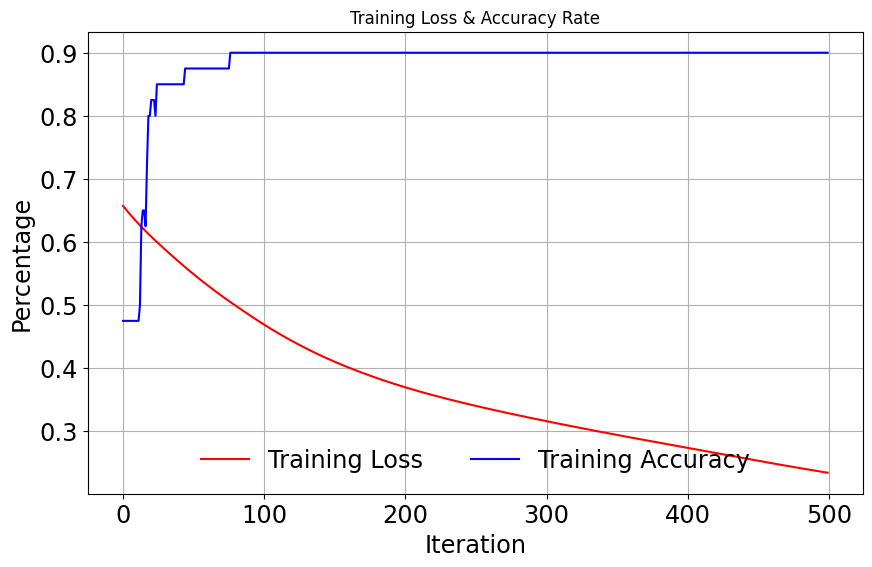 Training Loss & Accuracy Rate
0.9
0.8
0.7
0.6
0.5
0.4
0.3
Percentage
Training Loss Training Accuracy
0 100 200 300 400 500
Iteration